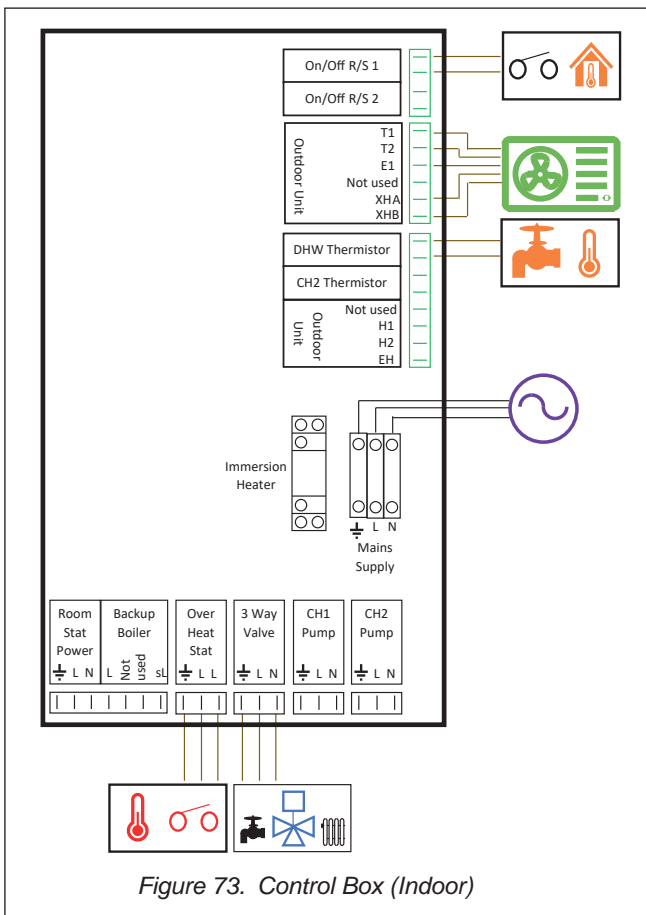 On/Off R/S 1
On/Off R/S 2
Outdoor Unit
T1
T2
E1
Not used
XHA
XHB
DHW Thermistor
CH2 Thermistor
Outdoor
Unit
Not used
H1
H2
EH
Immersion
Heater
L N
Mains
Supply
Room
Stat
Power
L N
Backup
Boiler
L Not used sL
Over
Heat
Stat
L L
3 Way
Valve
L N
CH1
Pump
L N
CH2
Pump
L N
Figure 73. Control Box (Indoor)